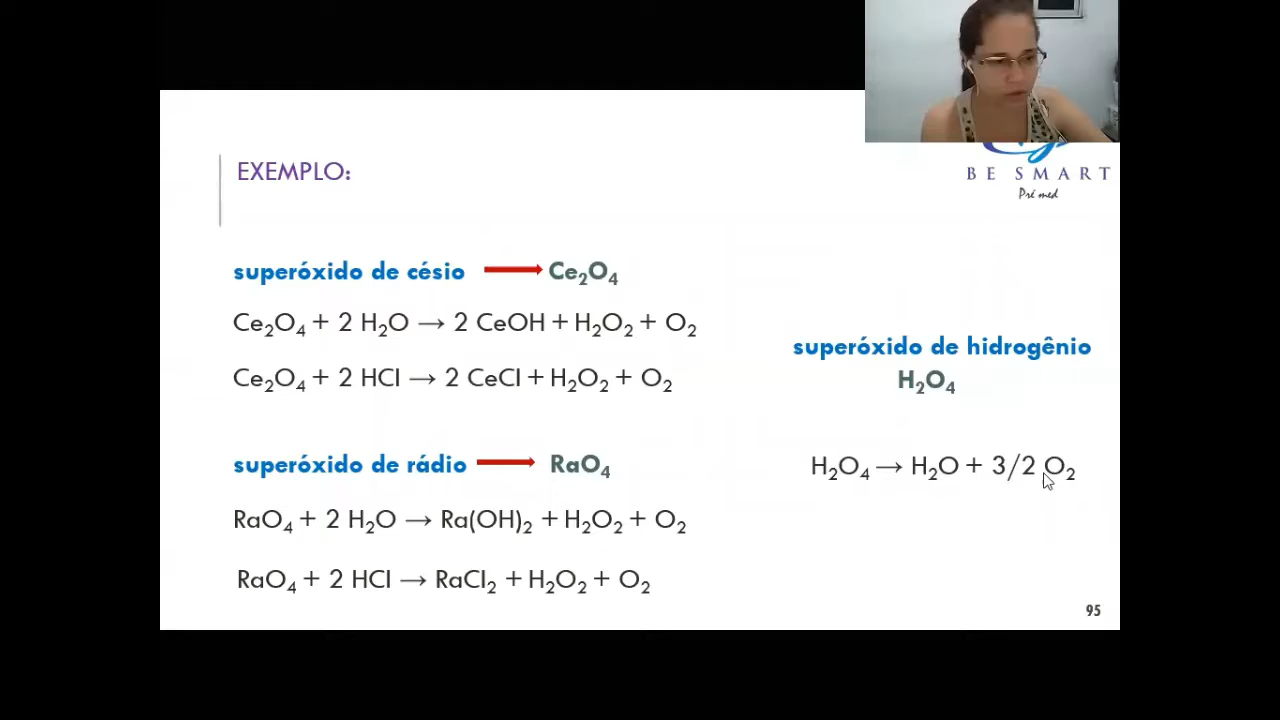 EXEMPLO:
BE SMART
Pré med
superóxido de césio → Ce₂O₄
Ce₂O₄ + 2 H₂O → 2 CeOH + H₂O₂ + O₂
Ce₂O₄ + 2 HCl → 2 CeCl + H₂O₂ + O₂
superóxido de rádio → RaO₄
RaO₄ + 2 H₂O → Ra(OH)₂ + H₂O₂ + O₂
RaO₄ + 2 HCl → RaCl₂ + H₂O₂ + O₂
superóxido de hidrogênio
H₂O₄
H₂O₄ → H₂O + 3/2 O₂
95